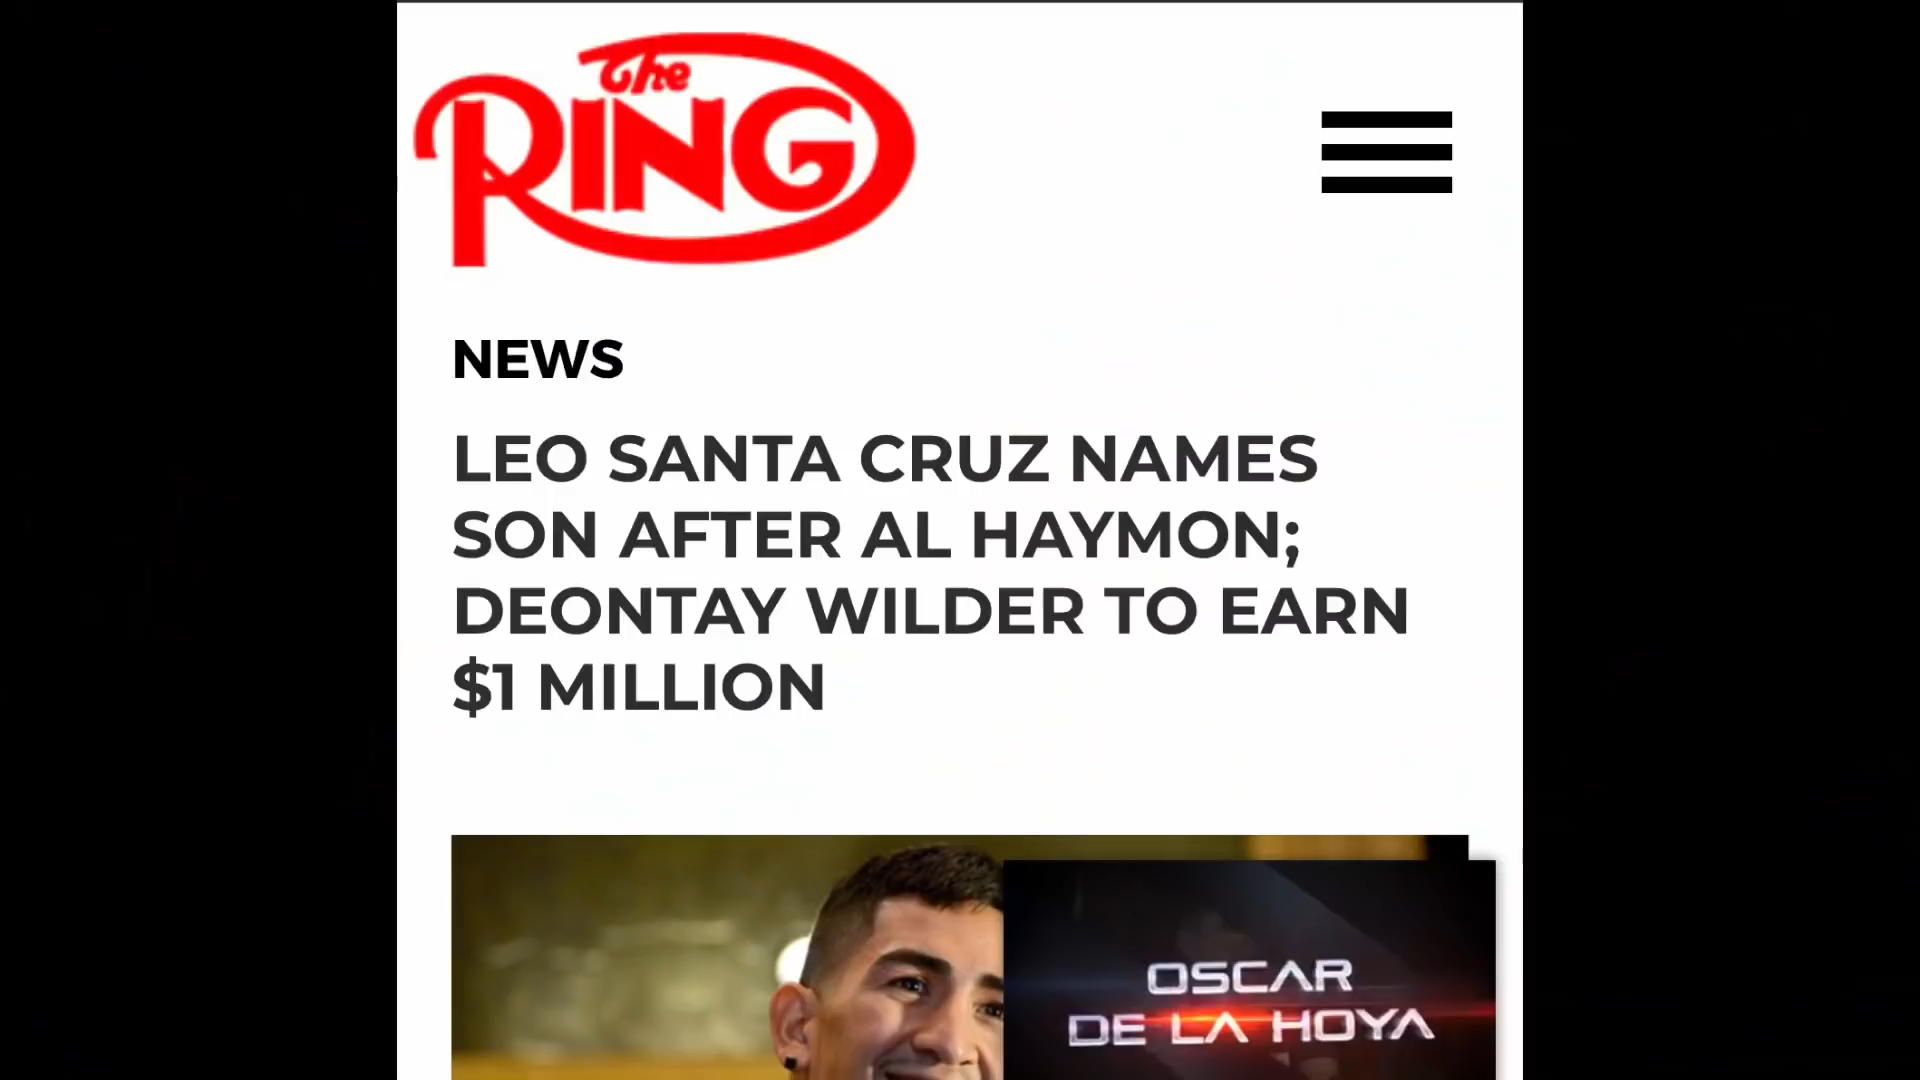 The
RING
NEWS
LEO SANTA CRUZ NAMES
SON AFTER AL HAYMON;
DEONTAY WILDER TO EARN
$1 MILLION
OSCAR
DE LA HOYA